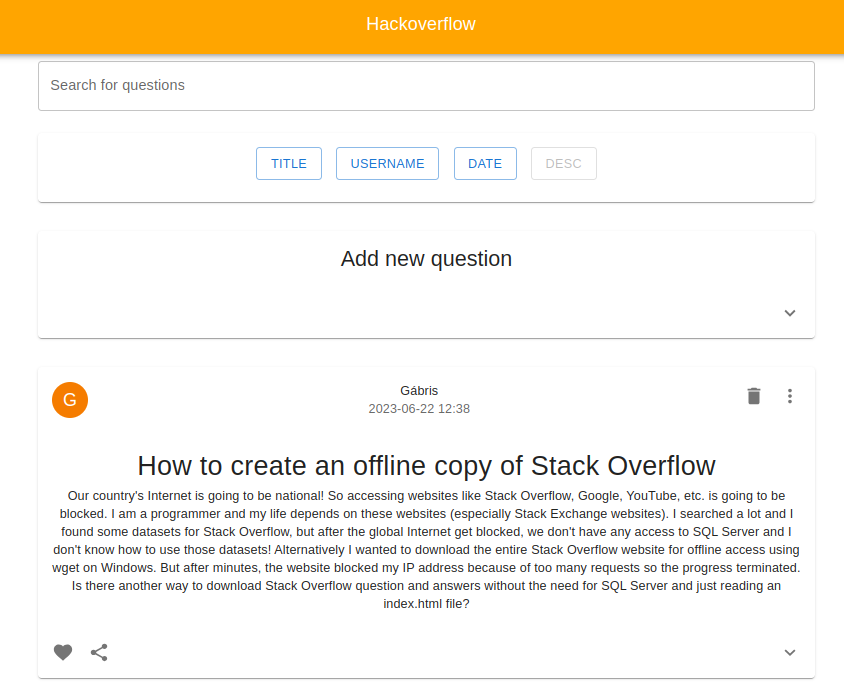 Hackoverflow
Search for questions
TITLE USERNAME DATE DESC
Add new question
G
Gábris
2023-06-22 12:38
How to create an offline copy of Stack Overflow
Our country's Internet is going to be national! So accessing websites like Stack Overflow, Google, YouTube, etc. is going to be
blocked. I am a programmer and my life depends on these websites (especially Stack Exchange websites). I searched a lot and I
found some datasets for Stack Overflow, but after the global Internet get blocked, we don't have any access to SQL Server and I
don't know how to use those datasets! Alternatively I wanted to download the entire Stack Overflow website for offline access using
wget on Windows. But after minutes, the website blocked my IP address because of too many requests so the progress terminated.
Is there another way to download Stack Overflow question and answers without the need for SQL Server and just reading an
index.html file?